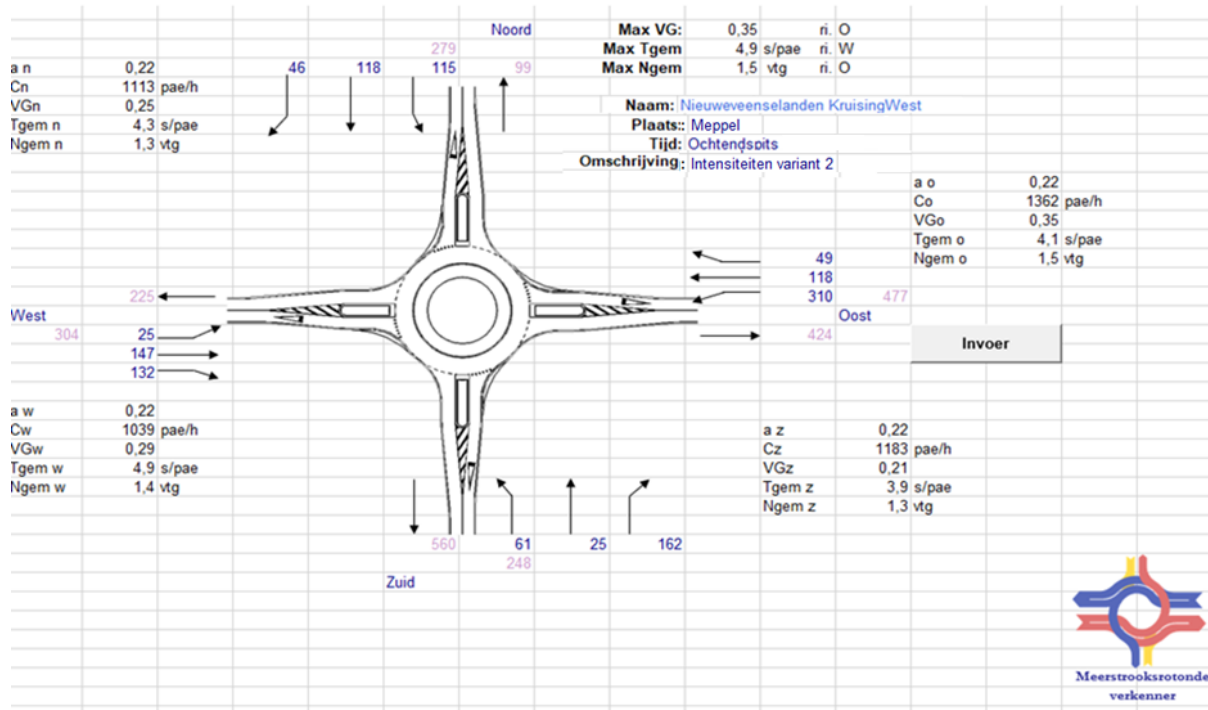 Noord
Max VG: 0,35 ri. O
279
Max Tgem 4,9 s/pae ri. W
a n 0,22
46 118 115 99
Max Ngem 1,5 vtg ri. O
Cn 1113 pae/h
VGn 0,25
Tgem n 4,3 s/pae
Ngem n 1,3 vtg
Naam: Nieuweveenselanden KruisingWest
Plaats:: Meppel
Tijd: Ochtendspits
Omschrijving: Intensiteiten variant 2
a o 0,22
Co 1362 pae/h
VGo 0,35
Tgem o 4,1 s/pae
Ngem o 1,5 vtg
49
118
310 477
225
West
Oost
304 25
424
147
132
Invoer
a w 0,22
Cw 1039 pae/h
VGw 0,29
Tgem w 4,9 s/pae
Ngem w 1,4 vtg
a z 0,22
Cz 1183 pae/h
VGz 0,21
Tgem z 3,9 s/pae
Ngem z 1,3 vtg
560 61 25 162
248
Zuid
Meerstrooksrotonde
verkenner